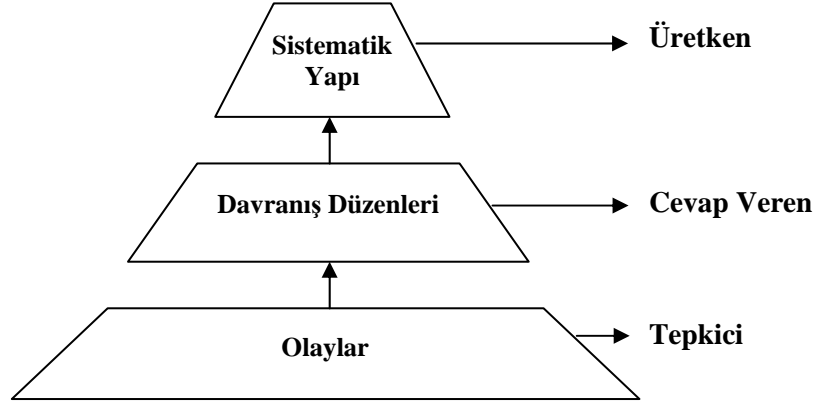 Sistematik
Yapı
Üretken
Davranış Düzenleri
Cevap Veren
Olaylar
Tepkici